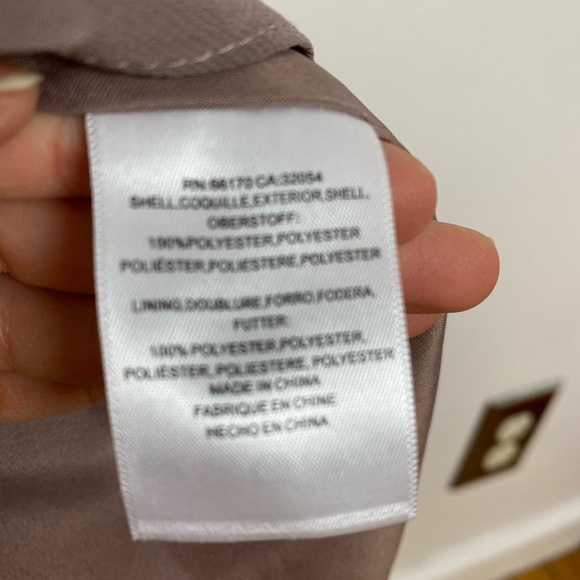 RN:66170 CA:32054
SHELL,COQUILLE,EXTERIOR,SHELL,
OBERSTOFF:
100%POLYESTER,POLYESTER
POLIÉSTER,POLIESTERE,POLYESTER
LINING,DOUBLURE,FORRO,FODERA,
FUTTER:
100% POLYESTER,POLYESTER,
POLIÉSTER,POLIESTERE, POLYESTER
MADE IN CHINA
FABRIQUE EN CHINE
HECHO EN CHINA